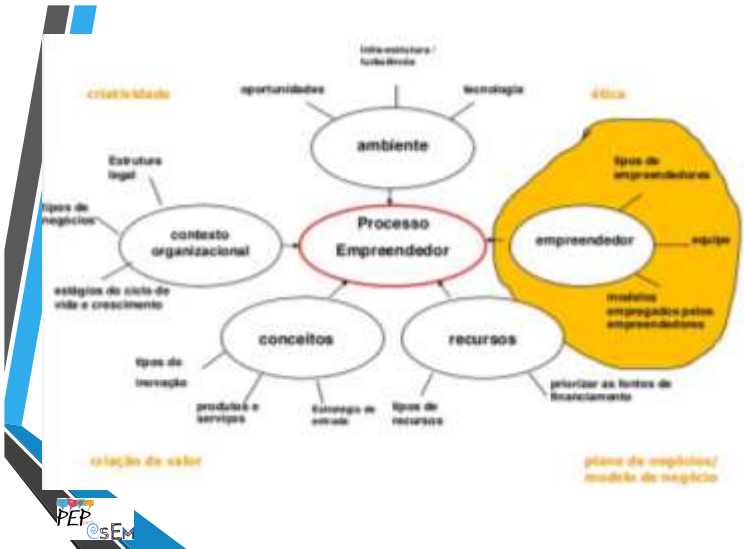 Infra-estrutura /
turbulência
criatividade
oportunidades
tecnologia
ética
ambiente
Estrutura
legal
tipos de
empreendedores
tipos de
negócios
contexto
organizacional
Processo
Empreendedor
empreendedor
equipe
estágios do ciclo de
vida e crescimento
modelos
empregados pelos
empreendedores
conceitos
recursos
tipos de
inovação
priorizar as fontes de
financiamento
produtos e
serviços
Estratégia de
entrada
tipos de
recursos
criação de valor
plano de negócios/
modelo de negócio
PEP